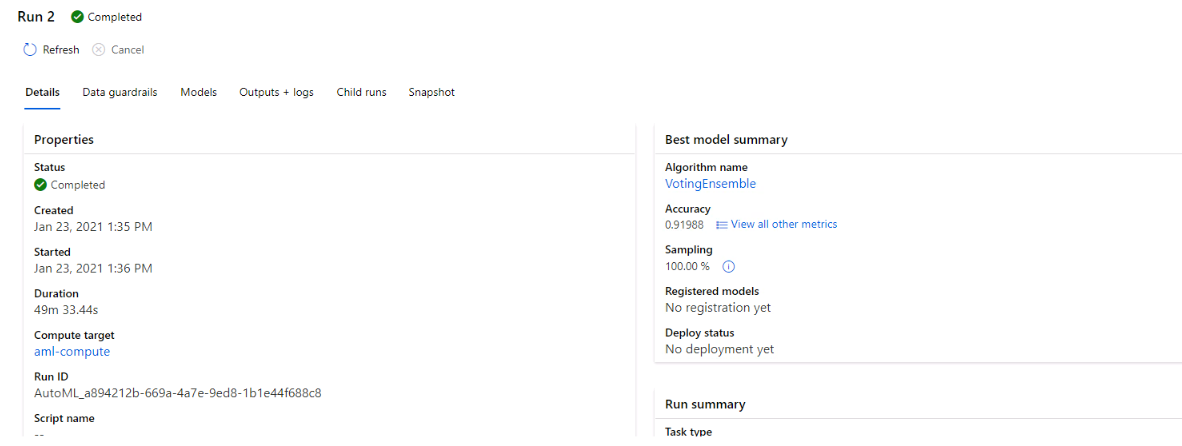 Run 2 Completed
Refresh Cancel
Details Data guardrails Models Outputs + logs Child runs Snapshot
Properties
Status
Completed
Created
Jan 23, 2021 1:35 PM
Started
Jan 23, 2021 1:36 PM
Duration
49m 33.44s
Compute target
aml-compute
Run ID
AutoML_a894212b-669a-4a7e-9ed8-1b1e44f688c8
Script name
--
Best model summary
Algorithm name
VotingEnsemble
Accuracy
0.91988 View all other metrics
Sampling
100.00 %
Registered models
No registration yet
Deploy status
No deployment yet
Run summary
Task type